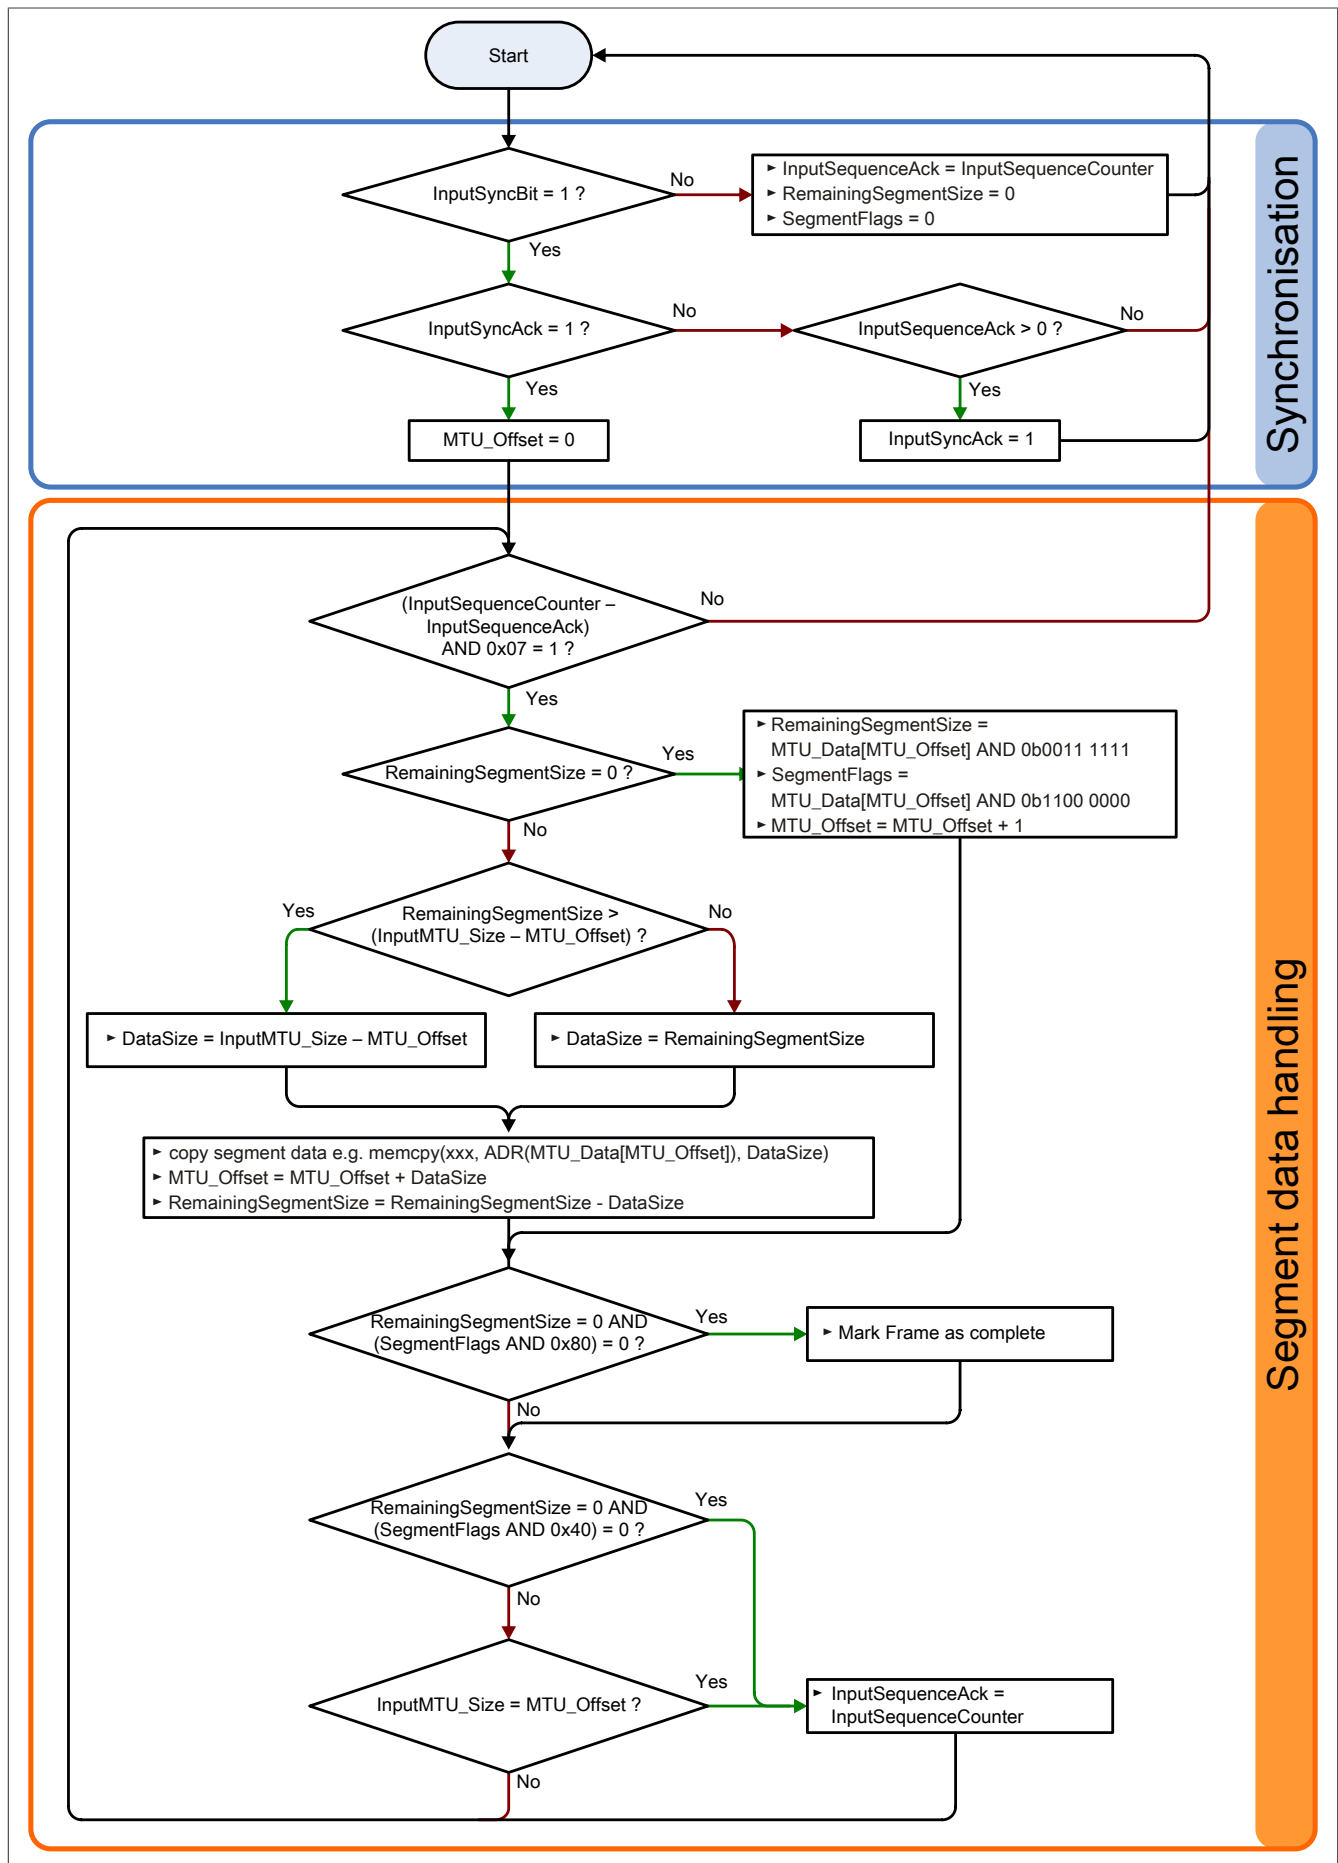 Start
InputSyncBit = 1 ?
No
► InputSequenceAck = InputSequenceCounter
► RemainingSegmentSize = 0
► SegmentFlags = 0
Yes
InputSyncAck = 1 ?
No
InputSequenceAck > 0 ?
No
Yes
Yes
MTU_Offset = 0
InputSyncAck = 1
Synchronisation
(InputSequenceCounter –
InputSequenceAck)
AND 0x07 = 1 ?
No
Yes
RemainingSegmentSize = 0 ?
Yes
► RemainingSegmentSize =
MTU_Data[MTU_Offset] AND 0b0011 1111
► SegmentFlags =
MTU_Data[MTU_Offset] AND 0b1100 0000
► MTU_Offset = MTU_Offset + 1
No
RemainingSegmentSize >
(InputMTU_Size – MTU_Offset) ?
Yes
No
► DataSize = InputMTU_Size – MTU_Offset
► DataSize = RemainingSegmentSize
► copy segment data e.g. memcpy(xxx, ADR(MTU_Data[MTU_Offset]), DataSize)
► MTU_Offset = MTU_Offset + DataSize
► RemainingSegmentSize = RemainingSegmentSize - DataSize
RemainingSegmentSize = 0 AND
(SegmentFlags AND 0x80) = 0 ?
Yes
► Mark Frame as complete
No
RemainingSegmentSize = 0 AND
(SegmentFlags AND 0x40) = 0 ?
Yes
No
InputMTU_Size = MTU_Offset ?
Yes
► InputSequenceAck =
InputSequenceCounter
No
Segment data handling